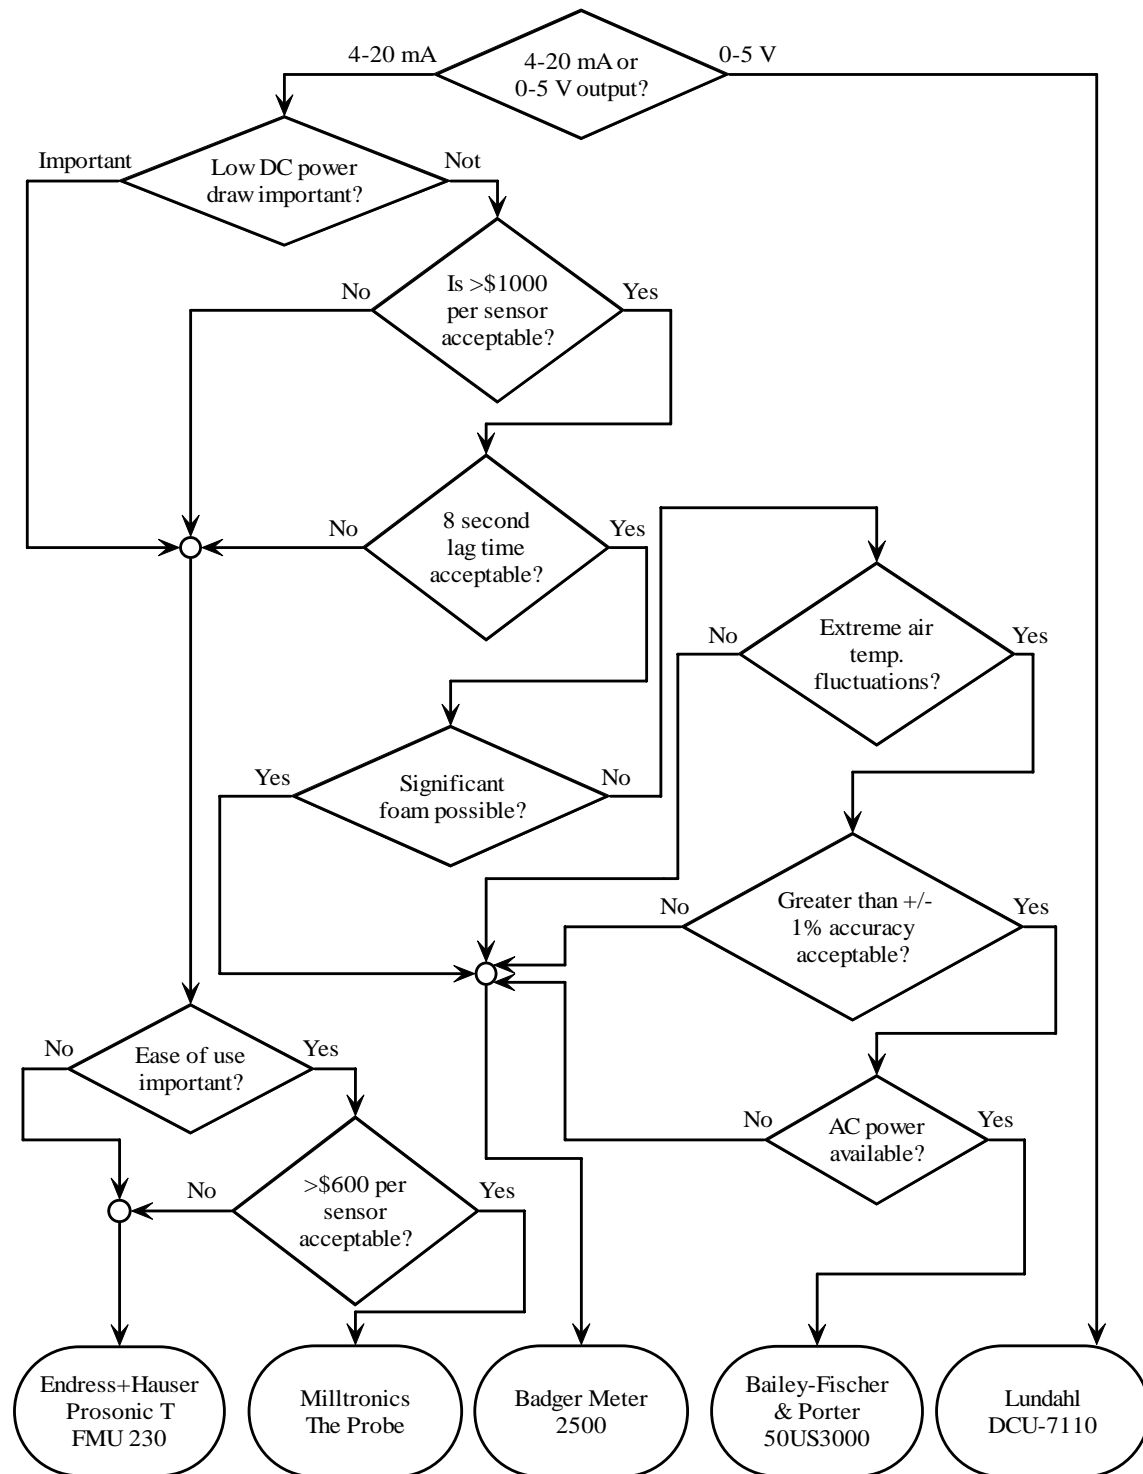 4-20 mA
4-20 mA or
0-5 V output?
0-5 V
Important
Low DC power
draw important?
Not
No
Is >$1000
per sensor
acceptable?
Yes
No
8 second
lag time
acceptable?
Yes
No
Extreme air
temp.
fluctuations?
Yes
Yes
Significant
foam possible?
No
No
Greater than +/-
1% accuracy
acceptable?
Yes
No
Ease of use
important?
Yes
No
AC power
available?
Yes
No
>$600 per
sensor
acceptable?
Yes
Endress+Hauser
Prosonic T
FMU 230
Milltronics
The Probe
Badger Meter
2500
Bailey-Fischer
& Porter
50US3000
Lundahl
DCU-7110